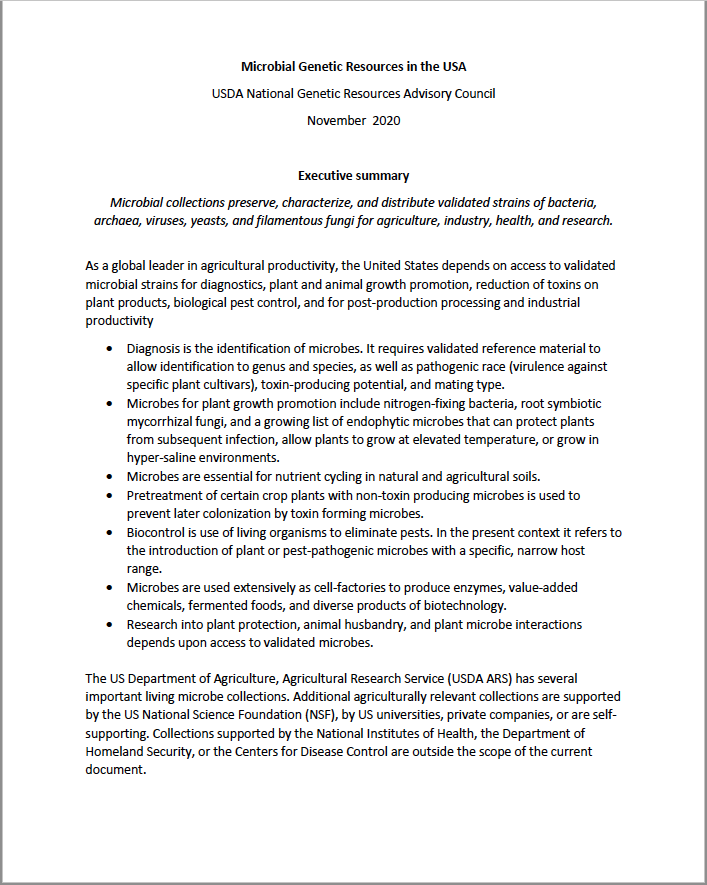 Microbial Genetic Resources in the USA
USDA National Genetic Resources Advisory Council
November  2020
Executive summary
Microbial collections preserve, characterize, and distribute validated strains of bacteria,
archaea, viruses, yeasts, and filamentous fungi for agriculture, industry, health, and research.
As a global leader in agricultural productivity, the United States depends on access to validated
microbial strains for diagnostics, plant and animal growth promotion, reduction of toxins on
plant products, biological pest control, and for post-production processing and industrial
productivity
• Diagnosis is the identification of microbes. It requires validated reference material to
allow identification to genus and species, as well as pathogenic race (virulence against
specific plant cultivars), toxin-producing potential, and mating type.
• Microbes for plant growth promotion include nitrogen-fixing bacteria, root symbiotic
mycorrhizal fungi, and a growing list of endophytic microbes that can protect plants
from subsequent infection, allow plants to grow at elevated temperature, or grow in
hyper-saline environments.
• Microbes are essential for nutrient cycling in natural and agricultural soils.
• Pretreatment of certain crop plants with non-toxin producing microbes is used to
prevent later colonization by toxin forming microbes.
• Biocontrol is use of living organisms to eliminate pests. In the present context it refers to
the introduction of plant or pest-pathogenic microbes with a specific, narrow host
range.
• Microbes are used extensively as cell-factories to produce enzymes, value-added
chemicals, fermented foods, and diverse products of biotechnology.
• Research into plant protection, animal husbandry, and plant microbe interactions
depends upon access to validated microbes.
The US Department of Agriculture, Agricultural Research Service (USDA ARS) has several
important living microbe collections. Additional agriculturally relevant collections are supported
by the US National Science Foundation (NSF), by US universities, private companies, or are self-
supporting. Collections supported by the National Institutes of Health, the Department of
Homeland Security, or the Centers for Disease Control are outside the scope of the current
document.